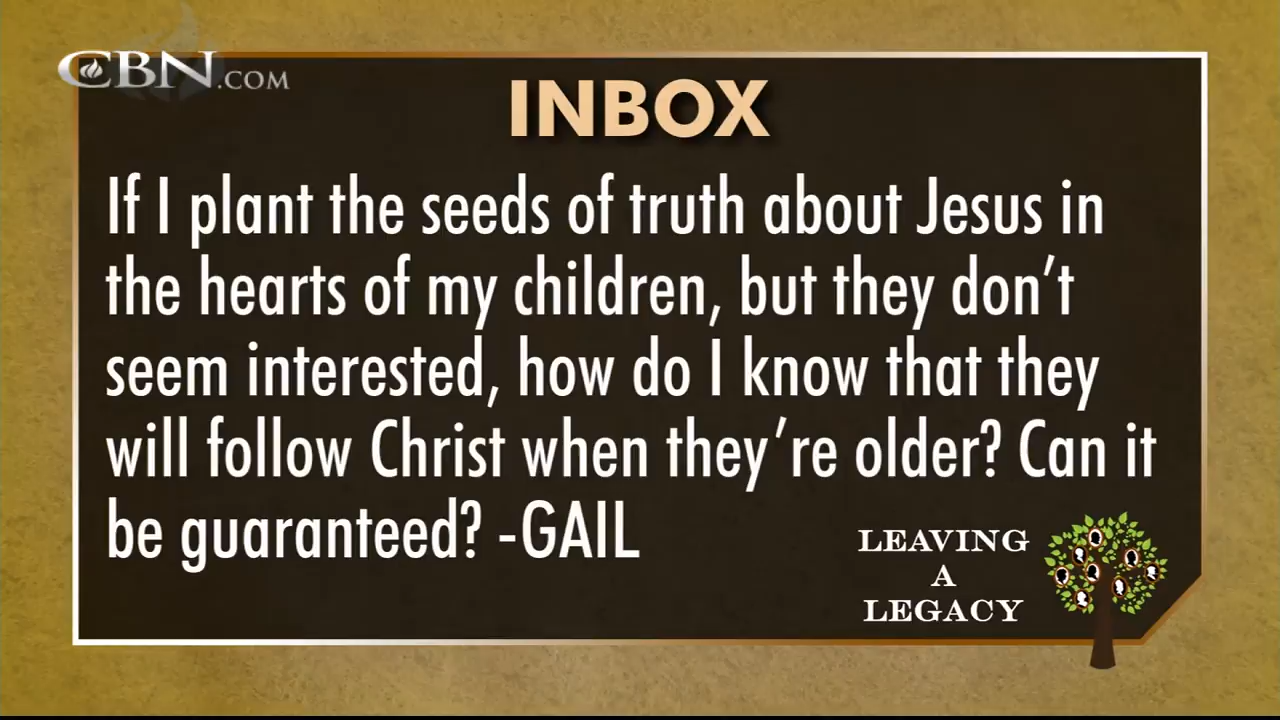 CBN.COM
INBOX
If I plant the seeds of truth about Jesus in
the hearts of my children, but they don’t
seem interested, how do I know that they
will follow Christ when they’re older? Can it
be guaranteed? -GAIL
LEAVING
A
LEGACY